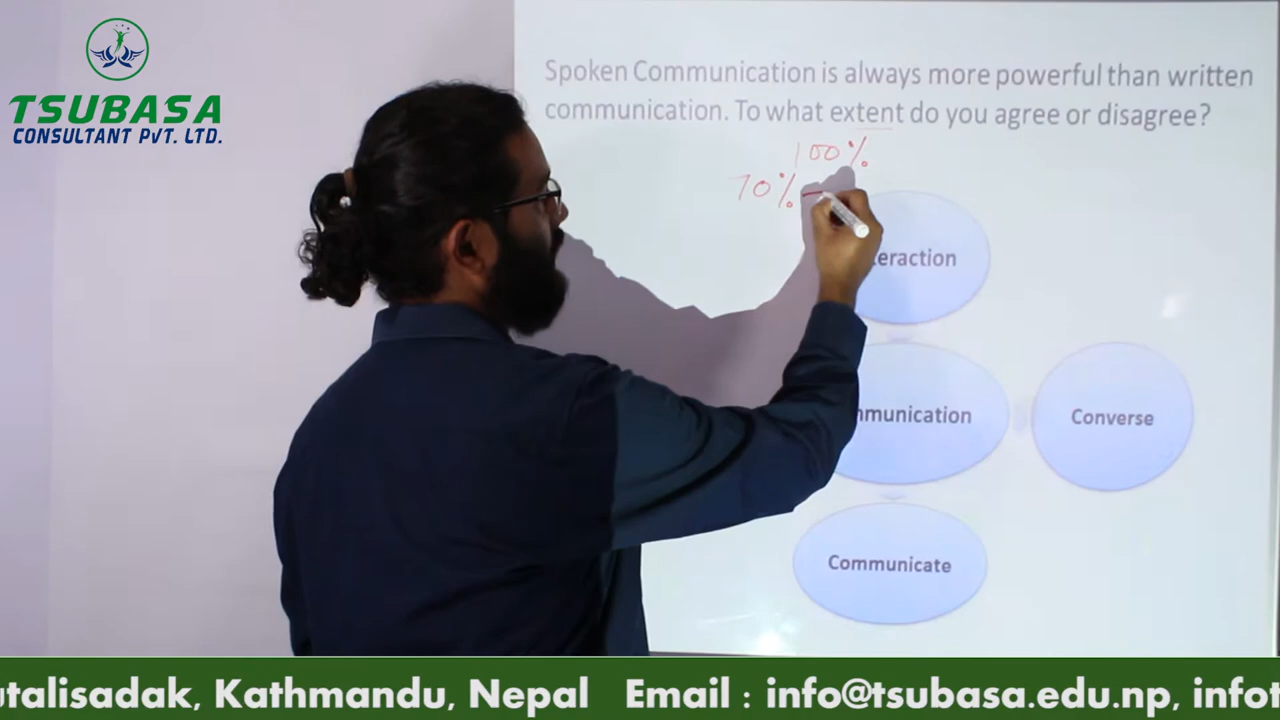 TSUBASA
CONSULTANT PVT. LTD.
Spoken Communication is always more powerful than written
communication. To what extent do you agree or disagree?
100%
70% –
eraction
mmunication
Converse
Communicate
utalisadak, Kathmandu, Nepal Email : info@tsubasa.edu.np, infot